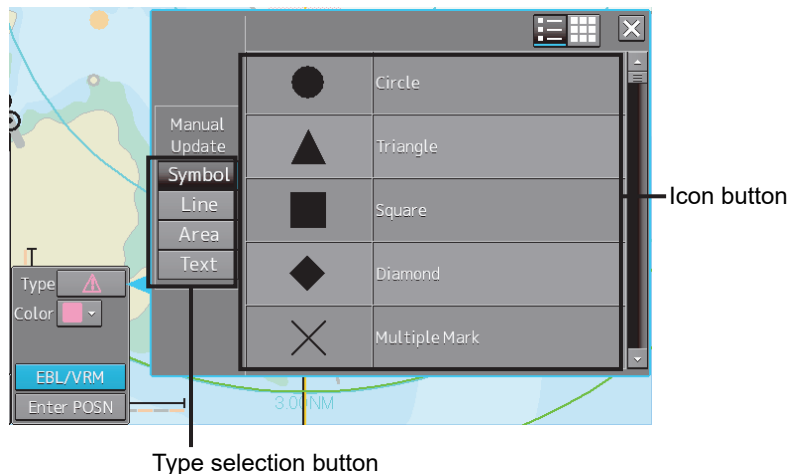 Circle
Manual
Update
Triangle
Symbol
Line
Square
Icon button
Area
Text
Type
Diamond
Color
Multiple Mark
EBL/VRM
Enter POSN
3.00NM
Type selection button